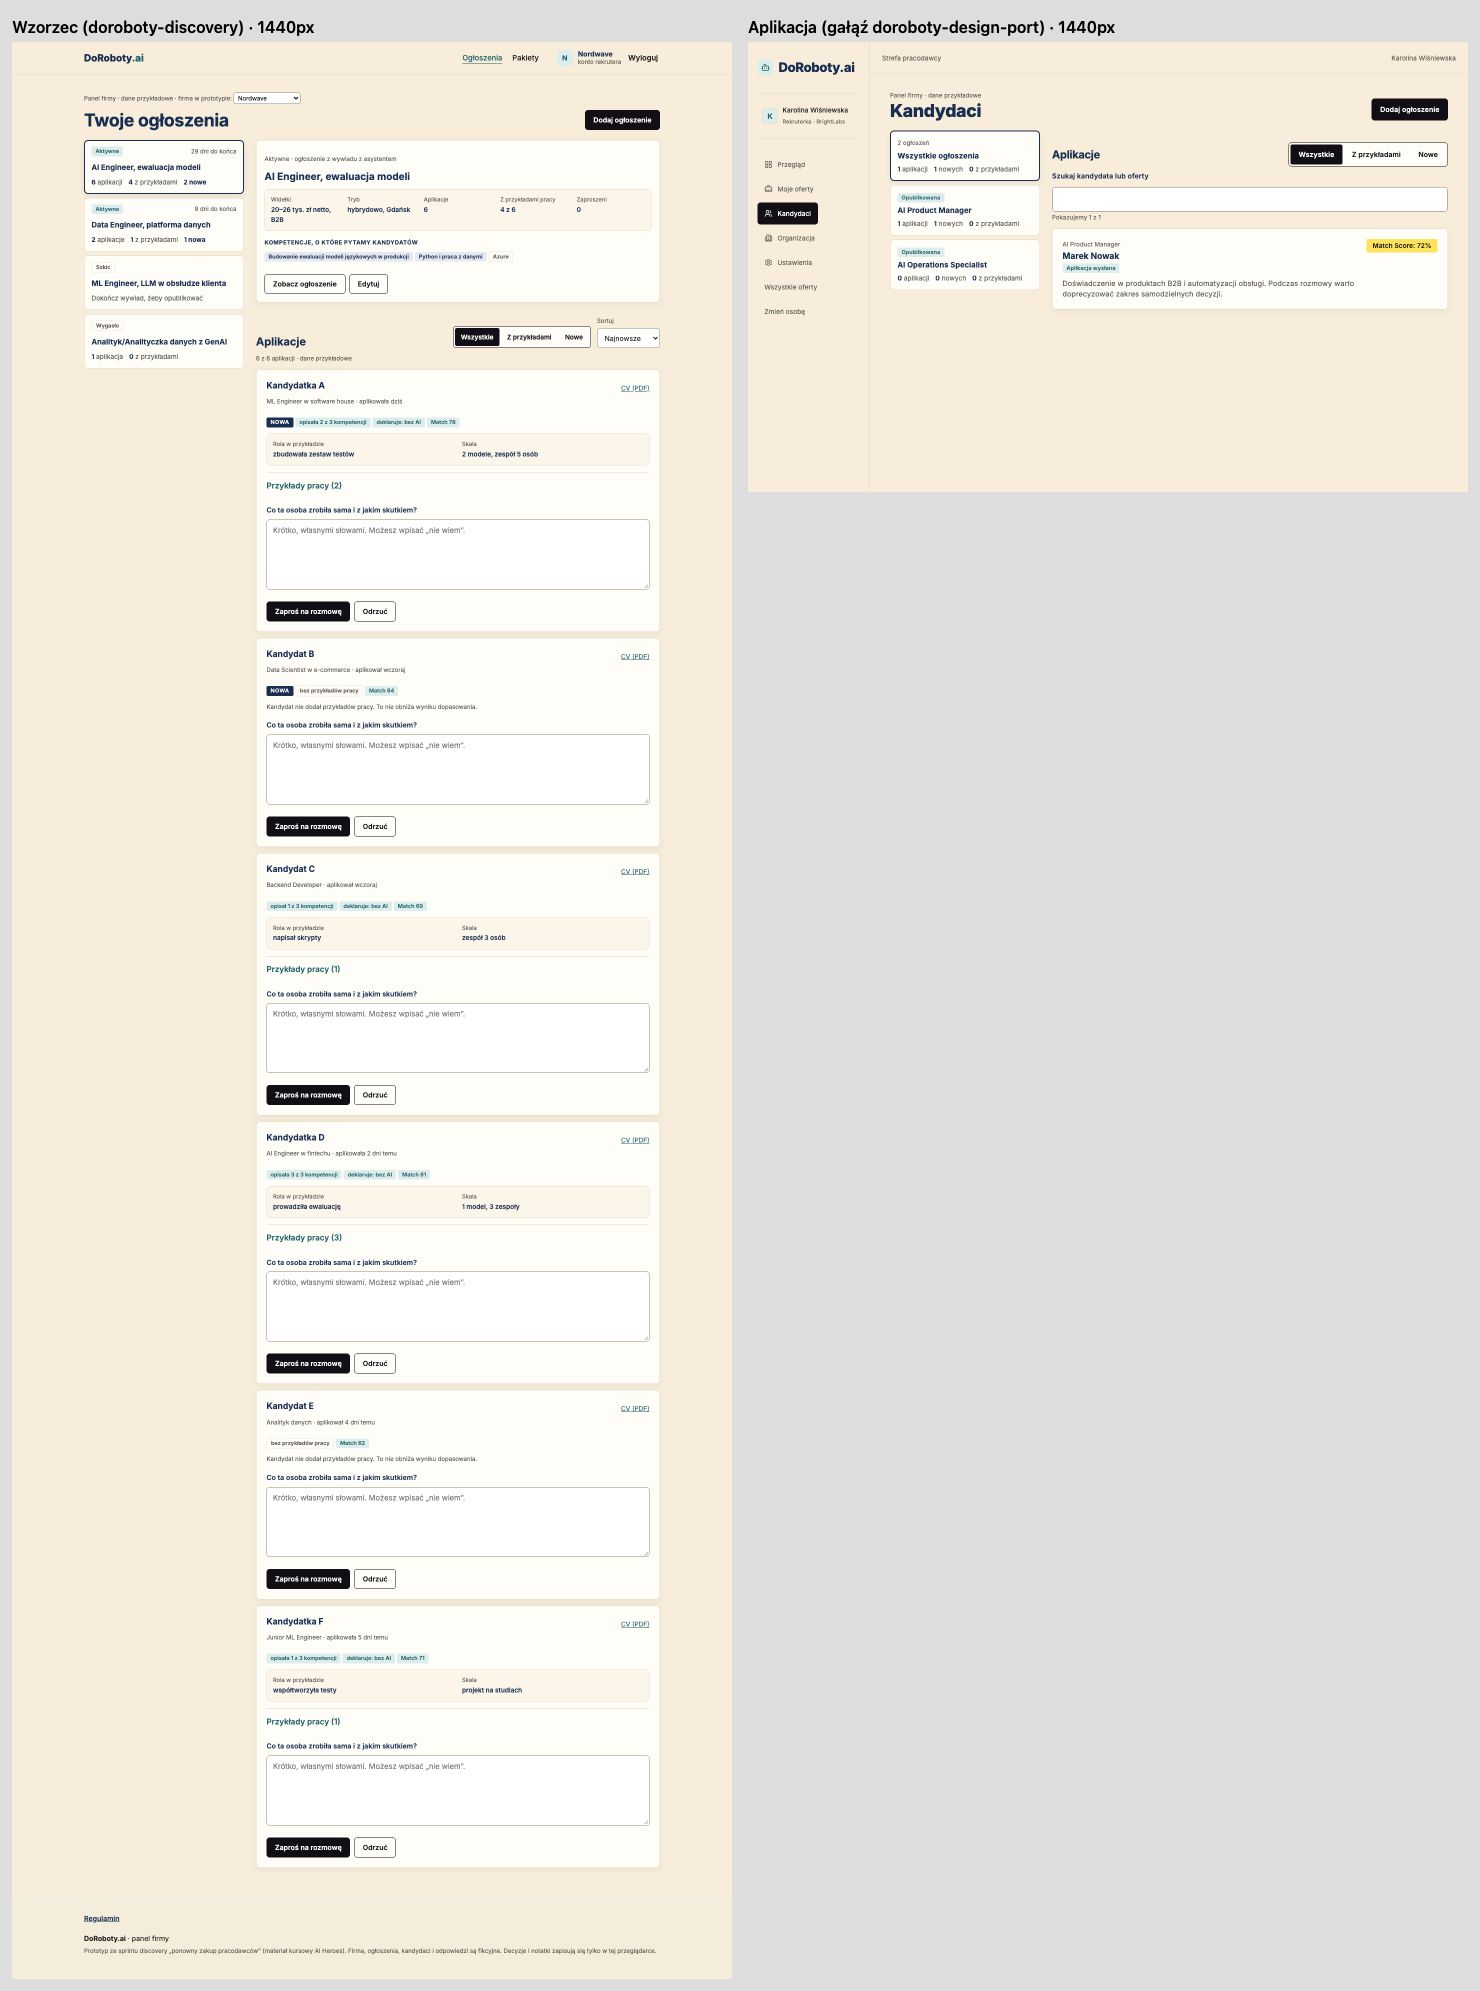 Wzorzec (doroboty-discovery) · 1440px
DoRoboty.ai
Ogłoszenia Pakiety
N
Nordwave
konto rekrutera
Wyloguj
Panel firmy · dane przykładowe · firma w prototypie: Nordwave
Twoje ogłoszenia
Dodaj ogłoszenie
Aktywne 29 dni do końca
AI Engineer, ewaluacja modeli
6 aplikacji 4 z przykładami 2 nowe
Aktywne 9 dni do końca
Data Engineer, platforma danych
2 aplikacje 1 z przykładami 1 nowa
Szkic
ML Engineer, LLM w obsłudze klienta
Dokończ wywiad, żeby opublikować
Wygasło
Analityk/Analityczka danych z GenAI
1 aplikacja 0 z przykładami
Aktywne · ogłoszenie z wywiadu z asystentem
AI Engineer, ewaluacja modeli
Widełki Tryb Aplikacje Z przykładami pracy Zaproszeni
20–26 tys. zł netto, B2B hybrydowo, Gdańsk 6 4 z 6 0
KOMPETENCJE, O KTÓRE PYTAMY KANDYDATÓW
Budowanie ewaluacji modeli językowych w produkcji Python i praca z danymi Azure
Zobacz ogłoszenie Edytuj
Aplikacje
Wszystkie Z przykładami Nowe
Sortuj
Najnowsze
6 z 6 aplikacji · dane przykładowe
Kandydatka A CV (PDF)
ML Engineer w software house · aplikowała dziś
NOWA opisała 2 z 3 kompetencji deklaruje: bez AI Match 78
Rola w przykładzie Skala
zbudowała zestaw testów 2 modele, zespół 5 osób
Przykłady pracy (2)
Co ta osoba zrobiła sama i z jakim skutkiem?
Krótko, własnymi słowami. Możesz wpisać „nie wiem”.
Zaproś na rozmowę Odrzuć
Kandydat B CV (PDF)
Data Scientist w e-commerce · aplikował wczoraj
NOWA bez przykładów pracy Match 84
Kandydat nie dodał przykładów pracy. To nie obniża wyniku dopasowania.
Co ta osoba zrobiła sama i z jakim skutkiem?
Krótko, własnymi słowami. Możesz wpisać „nie wiem”.
Zaproś na rozmowę Odrzuć
Kandydat C CV (PDF)
Backend Developer · aplikował wczoraj
opisał 1 z 3 kompetencji deklaruje: bez AI Match 69
Rola w przykładzie Skala
napisał skrypty zespół 3 osób
Przykłady pracy (1)
Co ta osoba zrobiła sama i z jakim skutkiem?
Krótko, własnymi słowami. Możesz wpisać „nie wiem”.
Zaproś na rozmowę Odrzuć
Kandydatka D CV (PDF)
AI Engineer w fintechu · aplikowała 2 dni temu
opisała 3 z 3 kompetencji deklaruje: bez AI Match 81
Rola w przykładzie Skala
prowadziła ewaluację 1 model, 3 zespoły
Przykłady pracy (3)
Co ta osoba zrobiła sama i z jakim skutkiem?
Krótko, własnymi słowami. Możesz wpisać „nie wiem”.
Zaproś na rozmowę Odrzuć
Kandydat E CV (PDF)
Analityk danych · aplikował 4 dni temu
bez przykładów pracy Match 62
Kandydat nie dodał przykładów pracy. To nie obniża wyniku dopasowania.
Co ta osoba zrobiła sama i z jakim skutkiem?
Krótko, własnymi słowami. Możesz wpisać „nie wiem”.
Zaproś na rozmowę Odrzuć
Kandydatka F CV (PDF)
Junior ML Engineer · aplikowała 5 dni temu
opisała 1 z 3 kompetencji deklaruje: bez AI Match 71
Rola w przykładzie Skala
współtworzyła testy projekt na studiach
Przykłady pracy (1)
Co ta osoba zrobiła sama i z jakim skutkiem?
Krótko, własnymi słowami. Możesz wpisać „nie wiem”.
Zaproś na rozmowę Odrzuć
Regulamin
DoRoboty.ai · panel firmy
Prototyp ze sprintu discovery „ponowny zakup pracodawców” (materiał kursowy AI Heroes). Firma, ogłoszenia, kandydaci i odpowiedzi są fikcyjne. Decyzje i notatki zapisują się tylko w tej przeglądarce.
Aplikacja (gałąź doroboty-design-port) · 1440px
DoRoboty.ai
K
Karolina Wiśniewska
Rekruterka · BrightLabs
Przegląd
Moje oferty
Kandydaci
Organizacja
Ustawienia
Wszystkie oferty
Zmień osobę
Strefa pracodawcy Karolina Wiśniewska
Panel firmy · dane przykładowe
Kandydaci
Dodaj ogłoszenie
2 ogłoszeń
Wszystkie ogłoszenia
1 aplikacji 1 nowych 0 z przykładami
Opublikowana
AI Product Manager
1 aplikacji 1 nowych 0 z przykładami
Opublikowana
AI Operations Specialist
0 aplikacji 0 nowych 0 z przykładami
Aplikacje
Wszystkie Z przykładami Nowe
Szukaj kandydata lub oferty
Pokazujemy 1 z 1
AI Product Manager Match Score: 72%
Marek Nowak
Aplikacja wysłana
Doświadczenie w produktach B2B i automatyzacji obsługi. Podczas rozmowy warto
doprecyzować zakres samodzielnych decyzji.